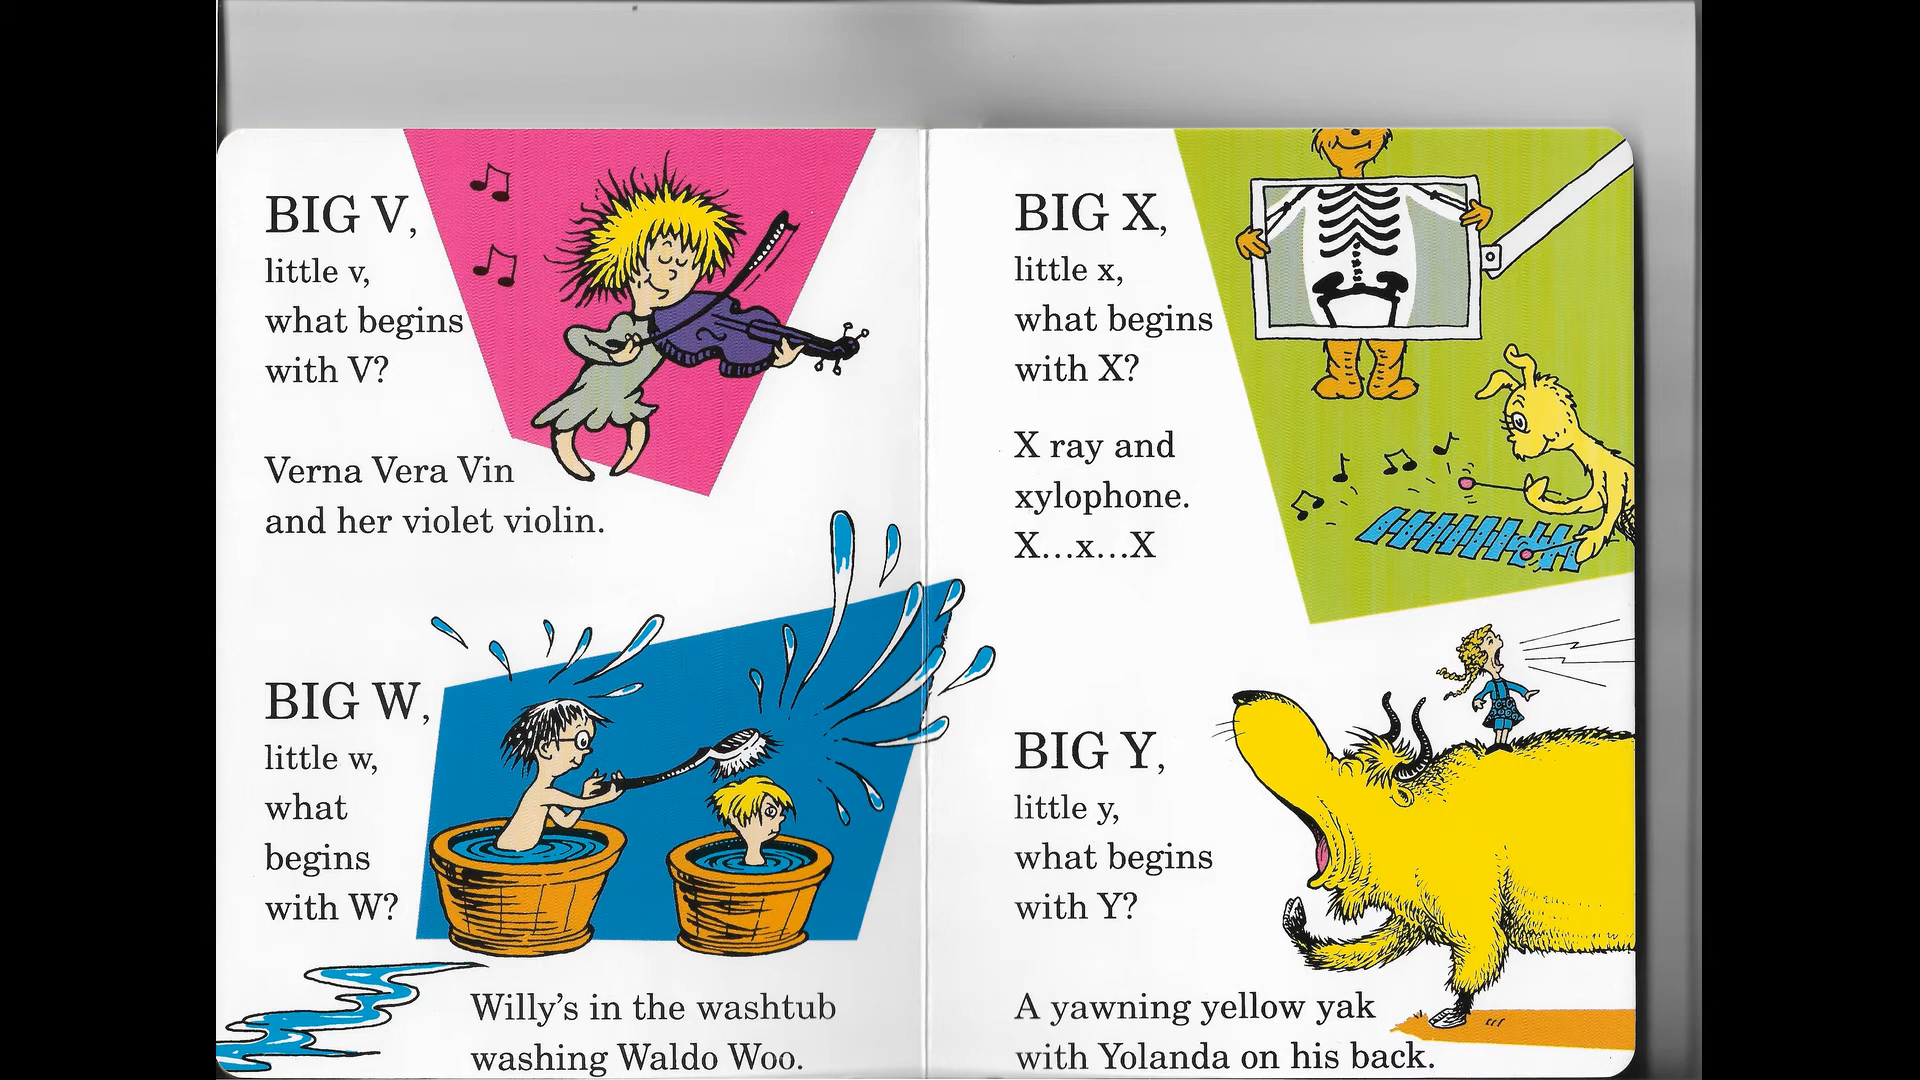 BIG V,
little v,
what begins
with V?
Verna Vera Vin
and her violet violin.
BIG W,
little w,
what
begins
with W?
Willy's in the washtub
washing Waldo Woo.
BIG X,
little x,
what begins
with X?
X ray and
xylophone.
X...x...X
BIG Y,
little y,
what begins
with Y?
A yawning yellow yak
with Yolanda on his back.